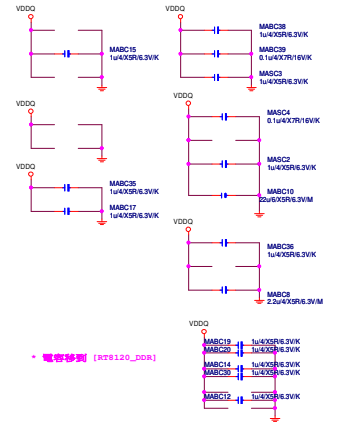 VDDQ
MABC15
1u/4/X5R/6.3V/K
VDDQ
VDDQ
MABC35
1u/4/X5R/6.3V/K
MABC17
1u/4/X5R/6.3V/K
VDDQ
MABC38
1u/4/X5R/6.3V/K
MABC39
0.1u/4/X7R/16V/K
MASC3
1u/4/X5R/6.3V/K
VDDQ
MASC4
0.1u/4/X7R/16V/K
MASC2
1u/4/X5R/6.3V/K
MABC10
22u/6/X5R/6.3V/M
VDDQ
MABC36
1u/4/X5R/6.3V/K
MABC8
2.2u/4/X5R/6.3V/M
* 電容移到 [RT8120_DDR]
VDDQ
MABC19 1u/4/X5R/6.3V/K
MABC20 1u/4/X5R/6.3V/K
MABC14 1u/4/X5R/6.3V/K
MABC30 1u/4/X5R/6.3V/K
MABC12 1u/4/X5R/6.3V/K